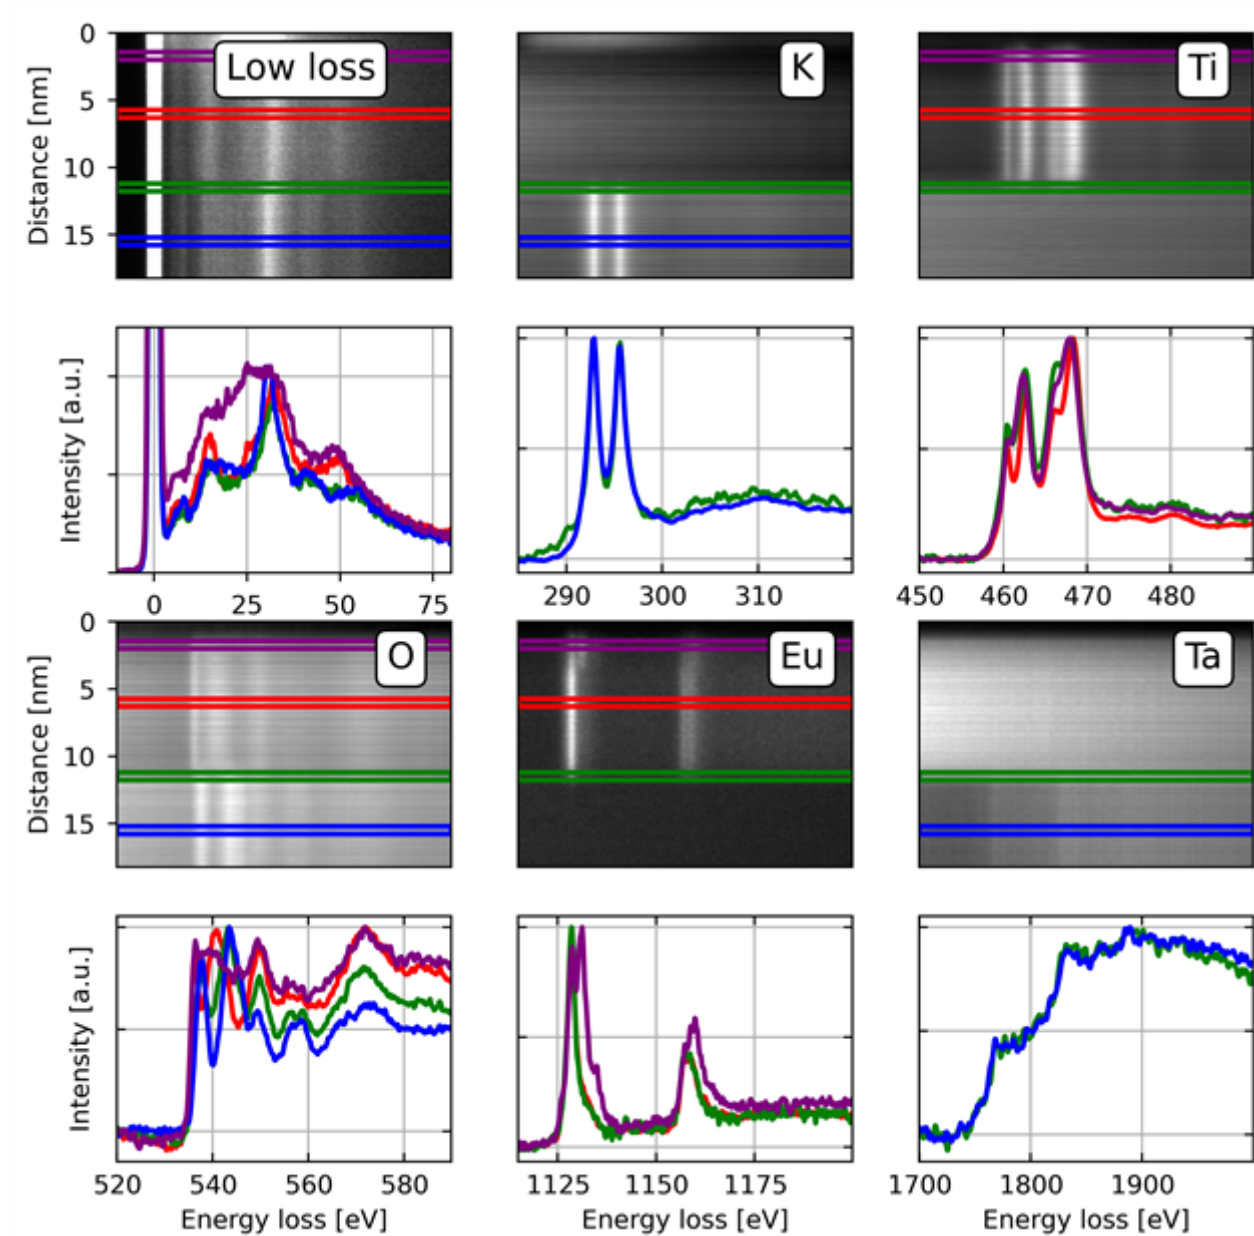 Low loss
K
Ti
Distance [nm]
0
5
10
15
Intensity [a.u.]
0 25 50 75
290 300 310
450 460 470 480
O
Eu
Ta
Distance [nm]
0
5
10
15
Intensity [a.u.]
520 540 560 580
1125 1150 1175
1700 1800 1900
Energy loss [eV]
Energy loss [eV]
Energy loss [eV]